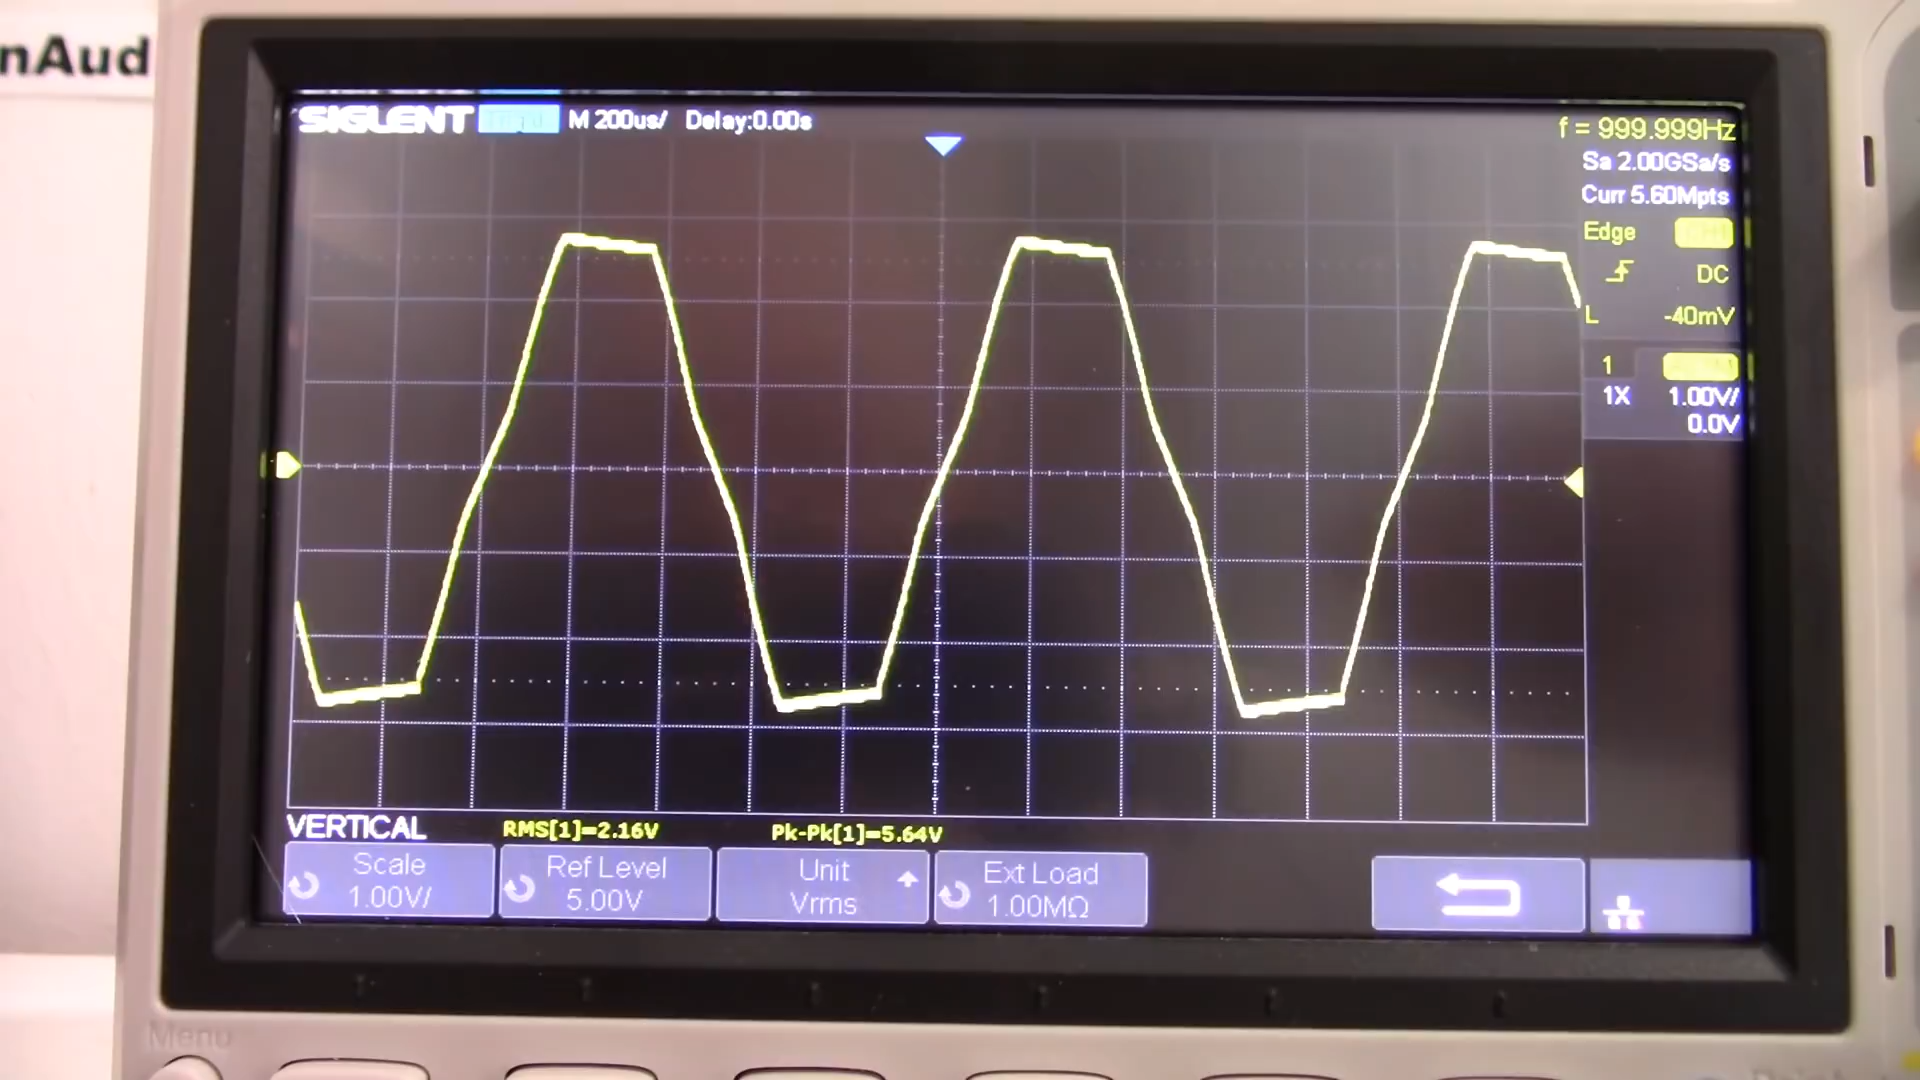 nAud
SIGLENT
M 200us/ Delay:0.00s
f = 999.999Hz
Sa 2.00GSa/s
Curr 5.60Mpts
Edge CH1
DC
L -40mV
1
1X 1.00V/
0.0V
VERTICAL RMS[1]=2.16V Pk-Pk[1]=5.64V
Scale
1.00V/
Ref Level
5.00V
Unit
Vrms
Ext Load
1.00MΩ
Menu